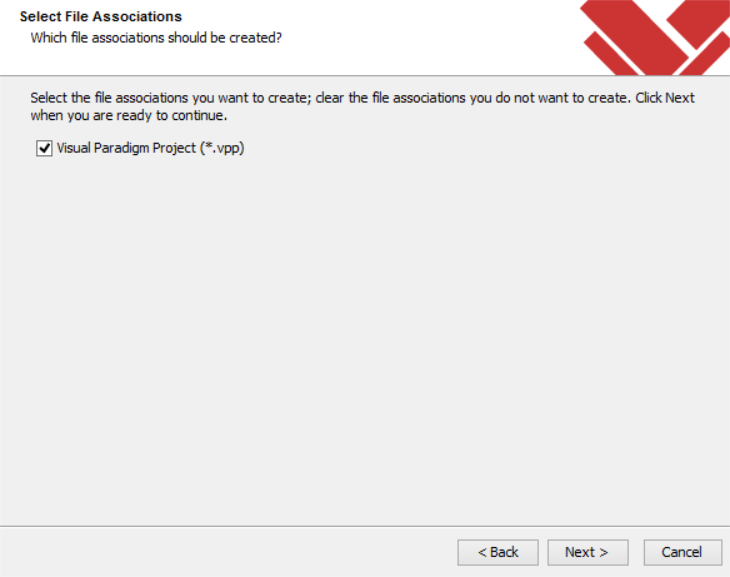 Select File Associations
Which file associations should be created?
Select the file associations you want to create; clear the file associations you do not want to create. Click Next
when you are ready to continue.
Visual Paradigm Project (*.vpp)
< Back
Next >
Cancel